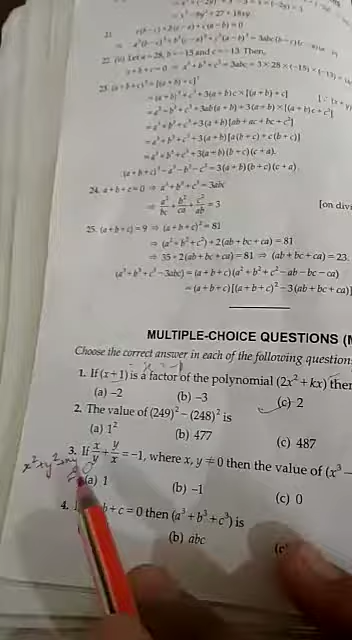 21.
22. (ii) Let a = 28, b = −15 and c = −13. Then,
a + b + c = 0 ⇒ a³ + b³ + c³ = 3abc = 3 × 28 × (−15) × (−13)
23. (a + b + c)³ = [(a + b) + c]³
= (a + b)³ + c³ + 3(a + b)c × [(a + b) + c]
= a³ + b³ + c³ + 3ab(a + b) + 3(a + b) × [(a + b)c + c²]
= a³ + b³ + c³ + 3(a + b)[ab + ac + bc + c²]
= a³ + b³ + c³ + 3(a + b)[a(b + c) + c(b + c)]
= a³ + b³ + c³ + 3(a + b)(b + c)(c + a).
(a + b + c)³ − a³ − b³ − c³ = 3(a + b)(b + c)(c + a).
24. a + b + c = 0 ⇒ a³ + b³ + c³ = 3abc
⇒ a³/bc + b³/ca + c³/ab = 3 [on divi
25. (a + b + c) = 9 ⇒ (a + b + c)² = 81
⇒ (a² + b² + c²) + 2(ab + bc + ca) = 81
⇒ 35 + 2(ab + bc + ca) = 81 ⇒ (ab + bc + ca) = 23.
(a³ + b³ + c³ − 3abc) = (a + b + c)(a² + b² + c² − ab − bc − ca)
= (a + b + c)[(a + b + c)² − 3(ab + bc + ca)]
MULTIPLE-CHOICE QUESTIONS (M
Choose the correct answer in each of the following question
1. If (x + 1) is a factor of the polynomial (2x² + kx) then
(a) −2 (b) −3 (c) 2
2. The value of (249)² − (248)² is
(a) 1² (b) 477 (c) 487
3. If x/y + y/x = −1, where x, y ≠ 0 then the value of (x³ −
(a) 1 (b) −1 (c) 0
4. b + c = 0 then (a³ + b³ + c³) is
(b) abc